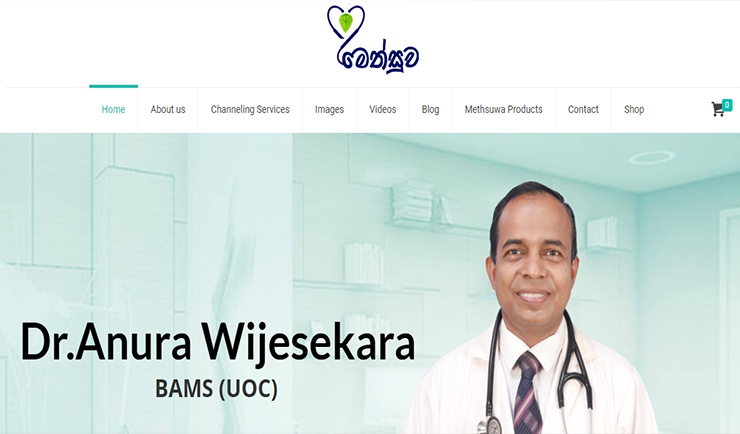 මෙත්සුව
Home About us Channeling Services Images Videos Blog Methsuwa Products Contact Shop 0
Dr.Anura Wijesekara
BAMS (UOC)